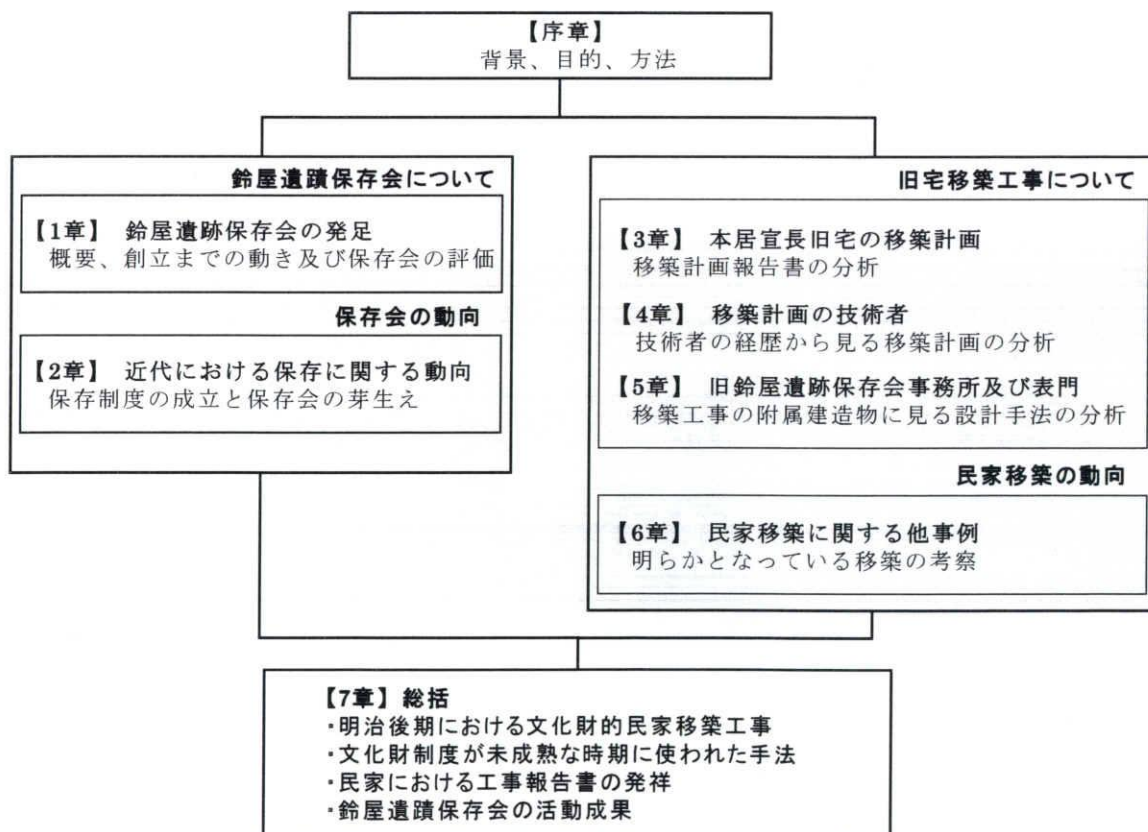 【序章】
背景、目的、方法
鈴屋遺蹟保存会について
【1章】 鈴屋遺跡保存会の発足
概要、創立までの動き及び保存会の評価
保存会の動向
【2章】 近代における保存に関する動向
保存制度の成立と保存会の芽生え
旧宅移築工事について
【3章】 本居宣長旧宅の移築計画
移築計画報告書の分析
【4章】 移築計画の技術者
技術者の経歴から見る移築計画の分析
【5章】 旧鈴屋遺跡保存会事務所及び表門
移築工事の附属建造物に見る設計手法の分析
民家移築の動向
【6章】 民家移築に関する他事例
明らかとなっている移築の考察
【7章】総括
・明治後期における文化財的民家移築工事
・文化財制度が未成熟な時期に使われた手法
・民家における工事報告書の発祥
・鈴屋遺蹟保存会の活動成果